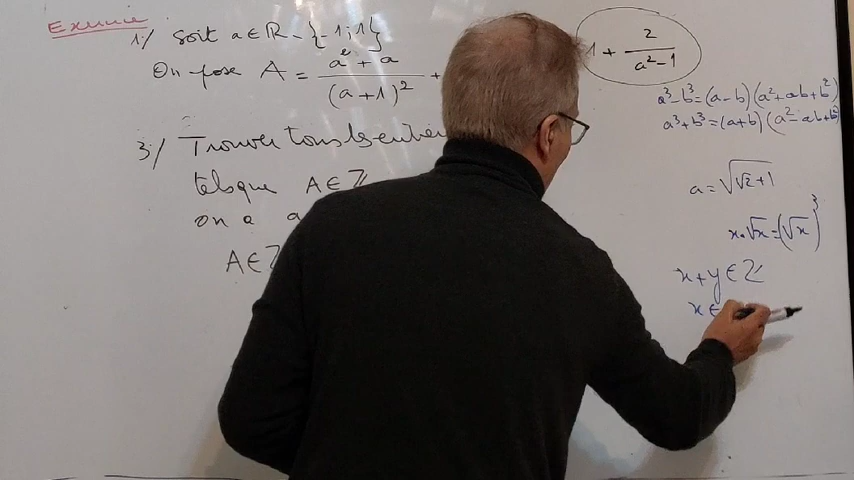 Exercice
1/ Soit a ∈ ℝ - {-1; 1}
On pose A = (a² + a)/(a+1)² +
1 + 2/(a² - 1)
3/ Trouver tous les entiers
tels que A ∈ ℤ
on a a
A ∈ ℤ
a³ - b³ = (a - b)(a² + ab + b²)
a³ + b³ = (a + b)(a² - ab + b²)
a = √(√2 + 1)
x·√x = (√x)³
x + y ∈ ℤ
x ∈